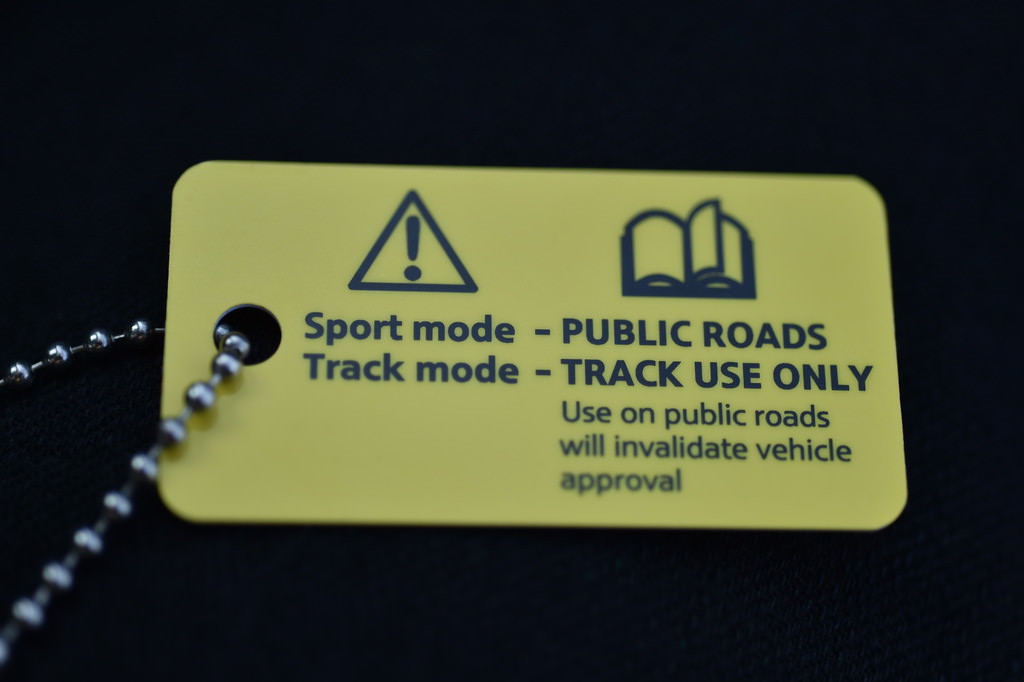 Sport mode - PUBLIC ROADS
Track mode - TRACK USE ONLY
Use on public roads
will invalidate vehicle
approval